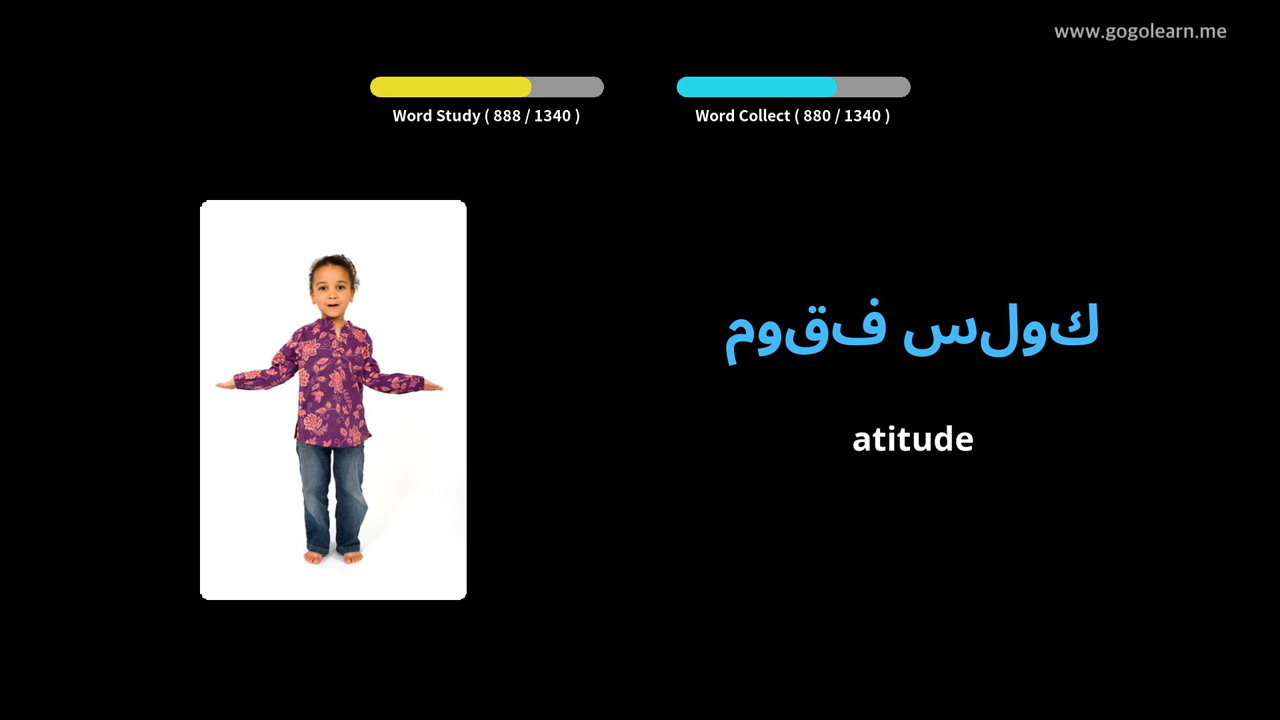 www.gogolearn.me
Word Study ( 888 / 1340 )
Word Collect ( 880 / 1340 )
موقف سلوك
atitude